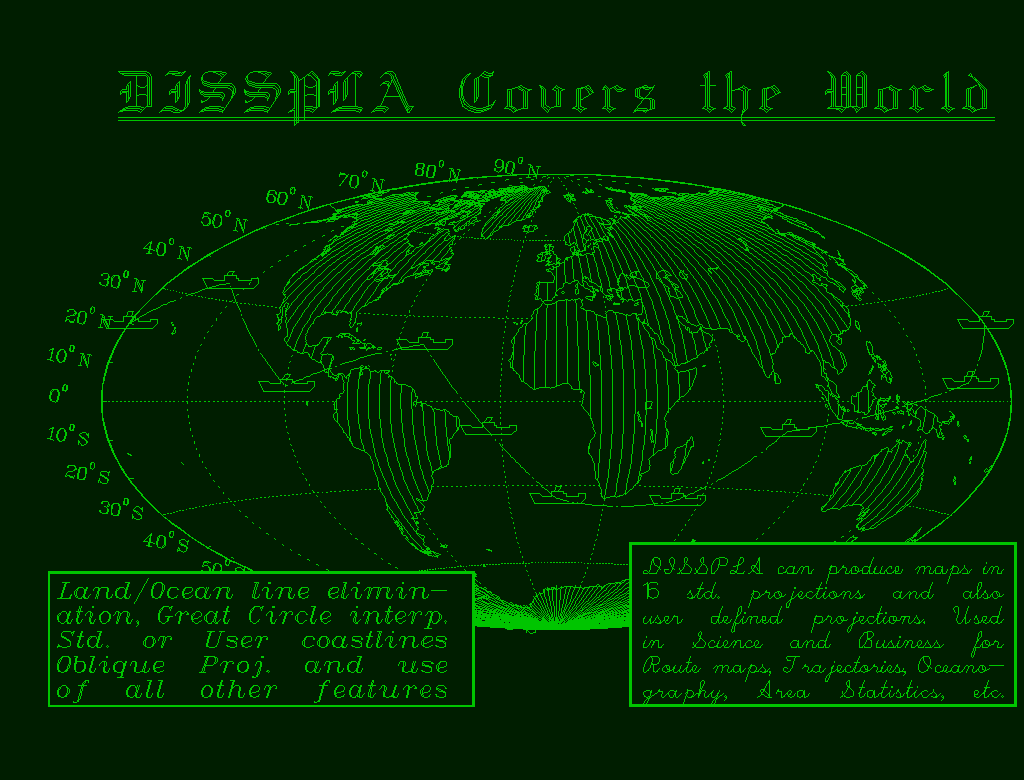 DISSPLA Covers the World
90°N
80°N
70°N
60°N
50°N
40°N
30°N
20°N
10°N
0°
10°S
20°S
30°S
40°S
Land/Ocean line elimin-
ation, Great Circle interp.
Std. or User coastlines
Oblique Proj. and use
of all other features
DISSPLA can produce maps in
15 std. projections and also
user defined projections. Used
in Science and Business for
Route maps, Trajectories, Oceano-
graphy, Area Statistics, etc.